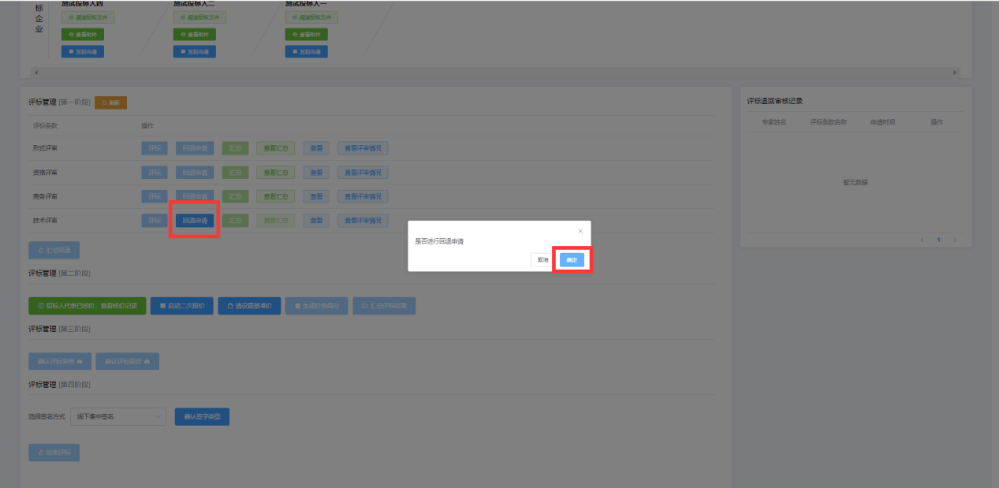 标 测试投标人四 测试投标人二 测试投标人一
企 阅读投标文件 阅读投标文件 阅读投标文件
业 查看附件 查看附件 查看附件
发起沟通 发起沟通 发起沟通
评标管理 [第一阶段] 刷新
评标条款 操作
形式评审 评标 回退申请 汇总 查看汇总 查看 查看评审情况
资格评审 评标 回退申请 汇总 查看汇总 查看 查看评审情况
商务评审 评标 回退申请 汇总 查看汇总 查看 查看评审情况
技术评审 评标 回退申请 汇总 查看汇总 查看 查看评审情况
汇总回退
评标管理 [第二阶段]
招标人代表已核价，查看核价记录 启动二次报价 请设置基准价 生成价格得分 汇总评标结果
评标管理 [第三阶段]
确认评标表格 确认评标报告
评标管理 [第四阶段]
选择签名方式 线下集中签名 确认签字类型
结束评标
评标退回审核记录
专家姓名 评标条款名称 申请时间 操作
暂无数据
1
是否进行回退申请
取消 确定